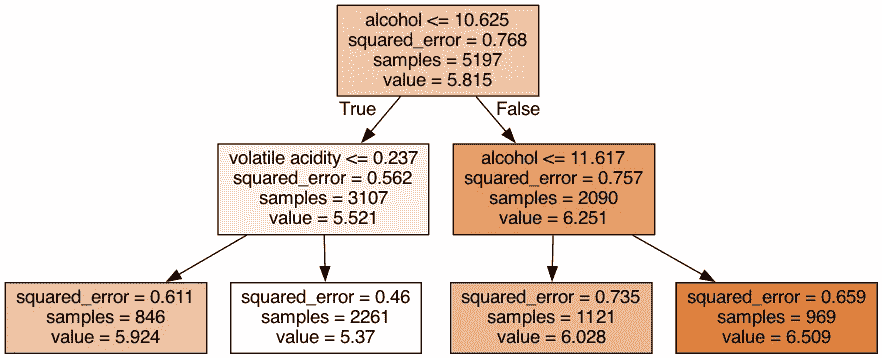 alcohol <= 10.625
squared_error = 0.768
samples = 5197
value = 5.815
True
False
volatile acidity <= 0.237
squared_error = 0.562
samples = 3107
value = 5.521
alcohol <= 11.617
squared_error = 0.757
samples = 2090
value = 6.251
squared_error = 0.611
samples = 846
value = 5.924
squared_error = 0.46
samples = 2261
value = 5.37
squared_error = 0.735
samples = 1121
value = 6.028
squared_error = 0.659
samples = 969
value = 6.509